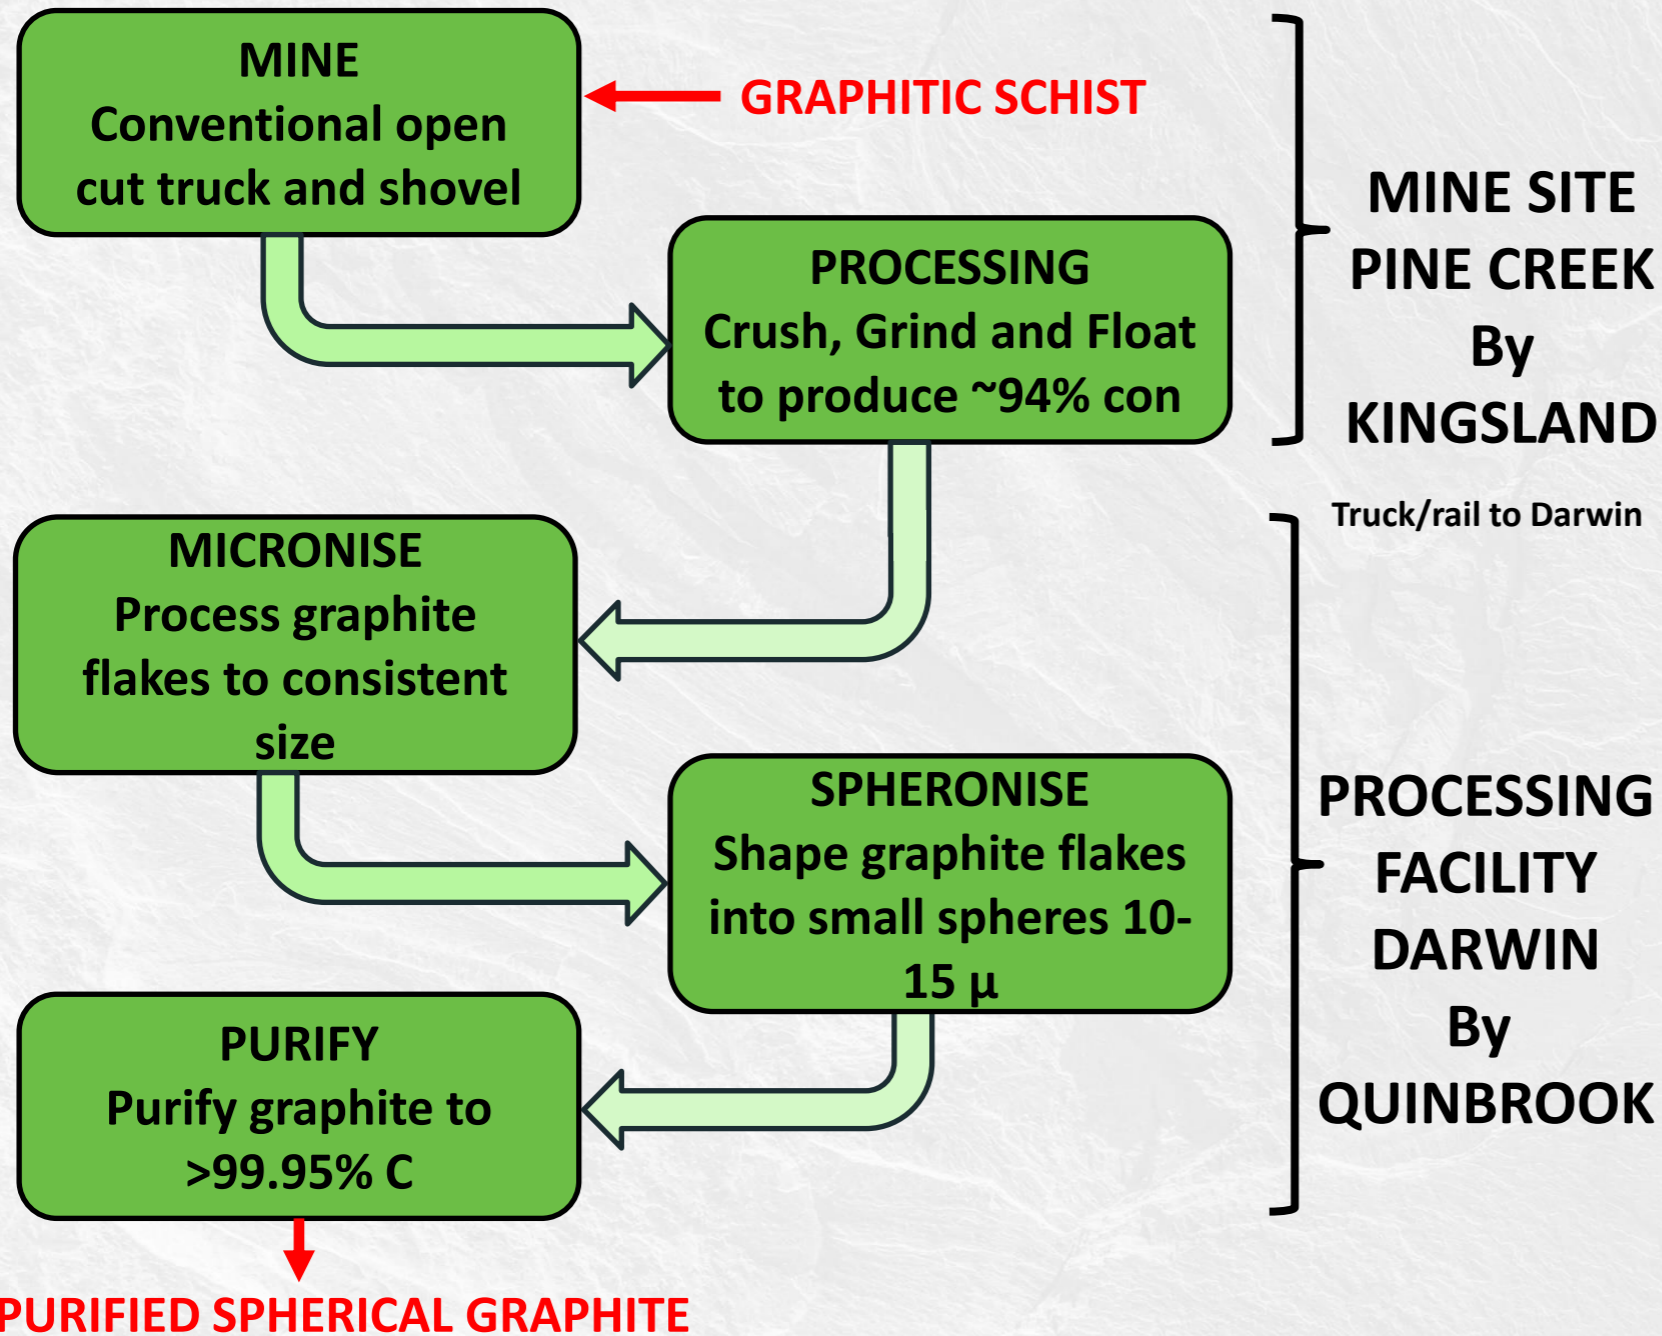 MINE
Conventional open
cut truck and shovel
GRAPHITIC SCHIST
PROCESSING
Crush, Grind and Float
to produce ~94% con
MINE SITE
PINE CREEK
By
KINGSLAND
Truck/rail to Darwin
MICRONISE
Process graphite
flakes to consistent
size
SPHERONISE
Shape graphite flakes
into small spheres 10-
15 μ
PROCESSING
FACILITY
DARWIN
By
QUINBROOK
PURIFY
Purify graphite to
>99.95% C
PURIFIED SPHERICAL GRAPHITE